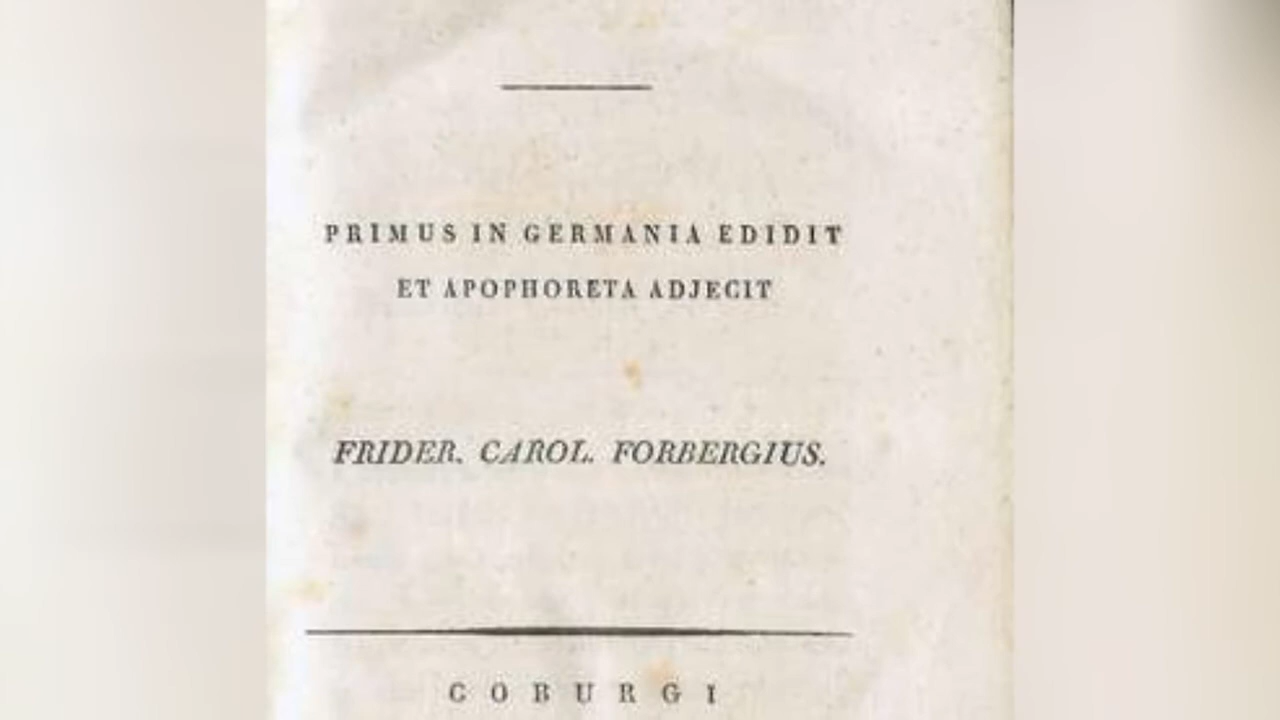 PRIMUS IN GERMANIA EDIDIT
ET APOPHORETA ADJECIT
FRIDER. CAROL. FORBERGIUS.
COBURGI